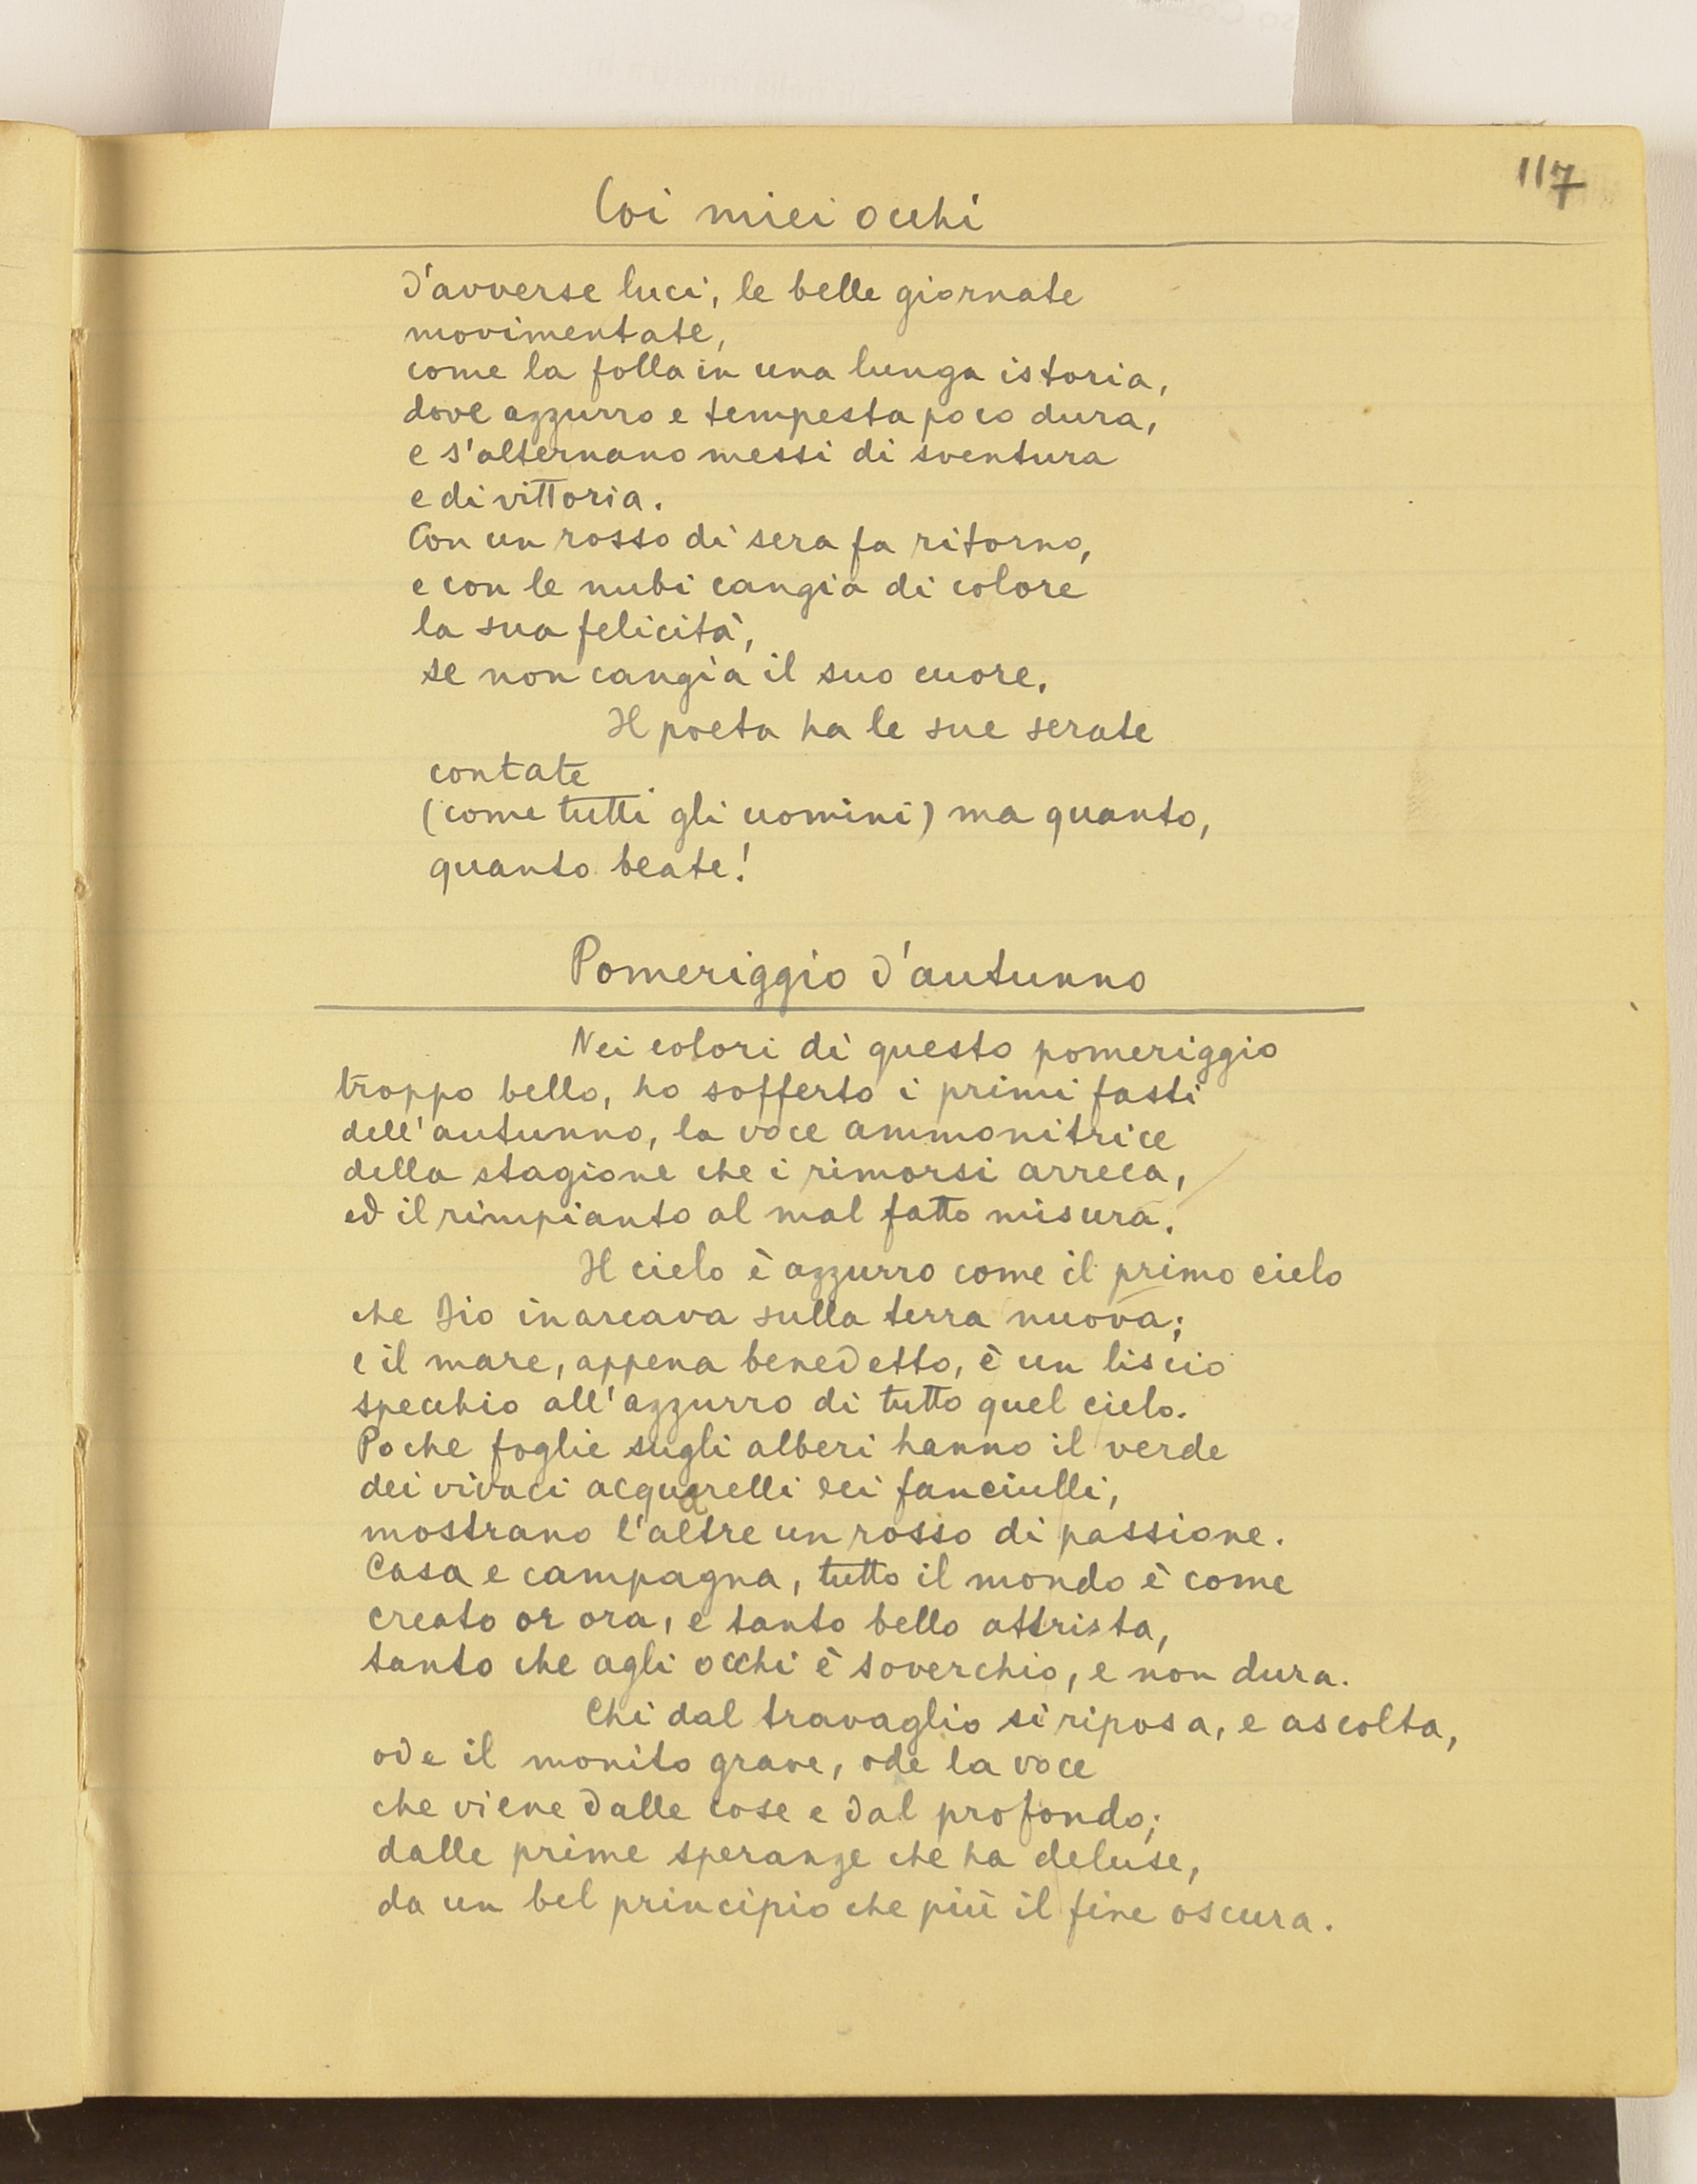 117
Coi miei occhi
d'avverse luci, le belle giornate
movimentate,
come la folla in una lunga istoria,
dove azzurro e tempesta poco dura,
e s'alternano messi di sventura
e di vittoria.
Con un rosso di sera fa ritorno,
e con le nubi cangia di colore
la sua felicità,
se non cangia il suo cuore.
Il poeta ha le sue serate
contate
(come tutti gli uomini) ma quanto,
quanto beate!
Pomeriggio d'autunno
Nei colori di questo pomeriggio
troppo bello, ho sofferto i primi fasti
dell'autunno, la voce ammonitrice
della stagione che i rimorsi arreca,
ed il rimpianto al mal fatto misura.
Il cielo è azzurro come il primo cielo
che Dio inarcava sulla terra nuova;
e il mare, appena benedetto, è un liscio
specchio all'azzurro di tutto quel cielo.
Poche foglie sugli alberi hanno il verde
dei vivaci acquarelli dei fanciulli,
mostrano l'altre un rosso di passione.
Casa e campagna, tutto il mondo è come
creato or ora, e tanto bello attrista,
tanto che agli occhi è soverchio, e non dura.
Chi dal travaglio si riposa, e ascolta,
ode il monito grave, ode la voce
che viene dalle cose e dal profondo;
dalle prime speranze che ha deluse,
da un bel principio che più il fine oscura.